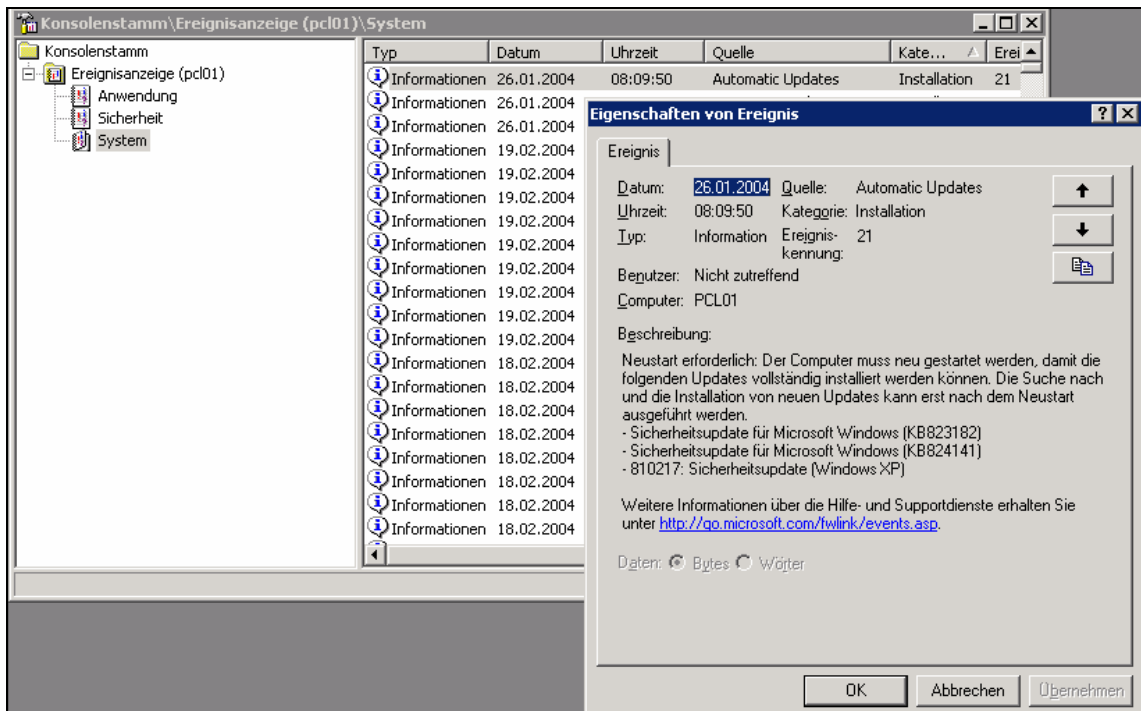 Konsolenstamm\Ereignisanzeige (pcl01)\System
Konsolenstamm
Ereignisanzeige (pcl01)
Anwendung
Sicherheit
System
Typ Datum Uhrzeit Quelle Kate... Erei
Informationen 26.01.2004 08:09:50 Automatic Updates Installation 21
Informationen 26.01.2004
Informationen 26.01.2004
Informationen 19.02.2004
Informationen 19.02.2004
Informationen 19.02.2004
Informationen 19.02.2004
Informationen 19.02.2004
Informationen 19.02.2004
Informationen 19.02.2004
Informationen 19.02.2004
Informationen 19.02.2004
Informationen 18.02.2004
Informationen 18.02.2004
Informationen 18.02.2004
Informationen 18.02.2004
Informationen 18.02.2004
Informationen 18.02.2004
Informationen 18.02.2004
Informationen 18.02.2004
Eigenschaften von Ereignis
Ereignis
Datum: 26.01.2004 Quelle: Automatic Updates
Uhrzeit: 08:09:50 Kategorie: Installation
Typ: Information Ereignis- 21
kennung:
Benutzer: Nicht zutreffend
Computer: PCL01
Beschreibung:
Neustart erforderlich: Der Computer muss neu gestartet werden, damit die
folgenden Updates vollständig installiert werden können. Die Suche nach
und die Installation von neuen Updates kann erst nach dem Neustart
ausgeführt werden.
- Sicherheitsupdate für Microsoft Windows (KB823182)
- Sicherheitsupdate für Microsoft Windows (KB824141)
- 810217: Sicherheitsupdate (Windows XP)
Weitere Informationen über die Hilfe- und Supportdienste erhalten Sie
unter http://go.microsoft.com/fwlink/events.asp.
Daten: Bytes Wörter
OK Abbrechen Übernehmen